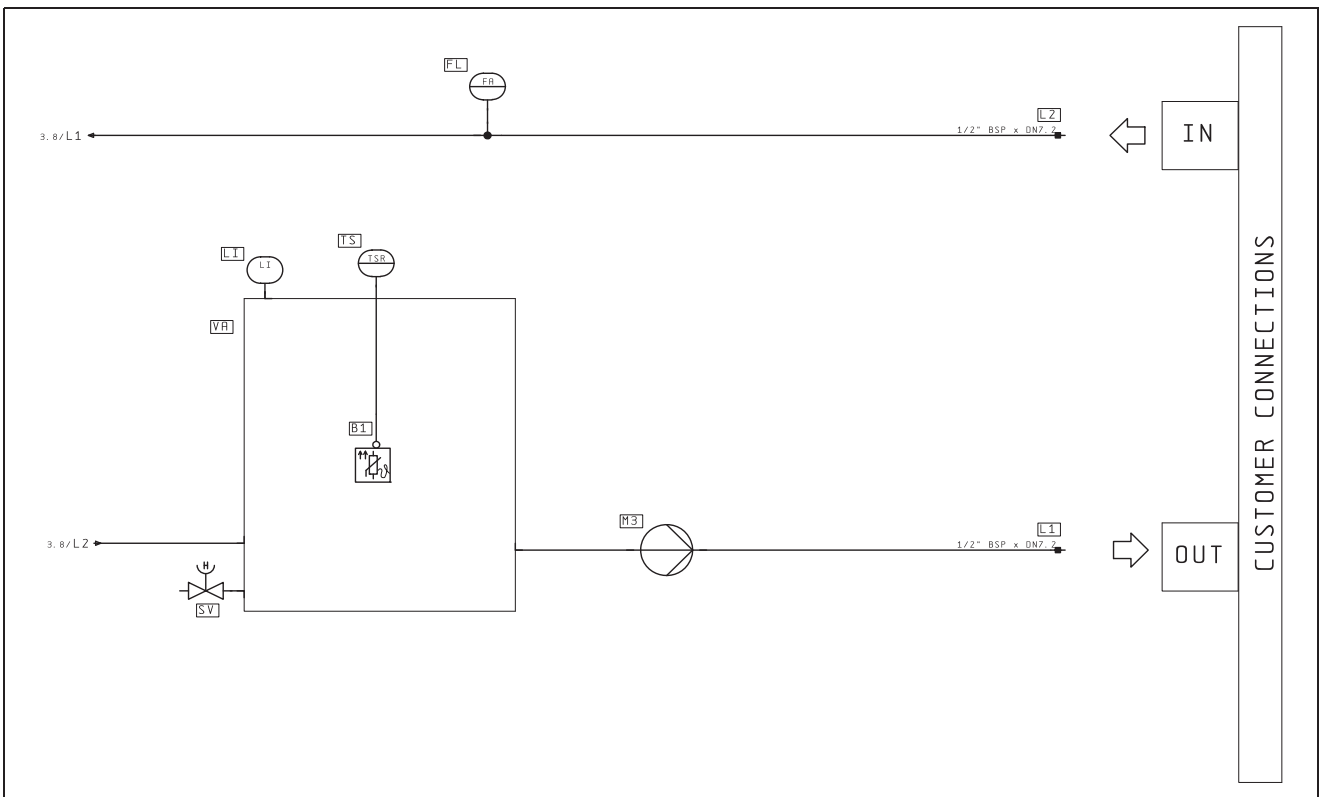 FL
FA
L2
1/2" BSP x DN7.2
3.8/L1
IN
TS
LI
TSR
LI
VA
CUSTOMER CONNECTIONS
B1
M3
L1
3.8/L2
1/2" BSP x DN7.2
OUT
H
SV